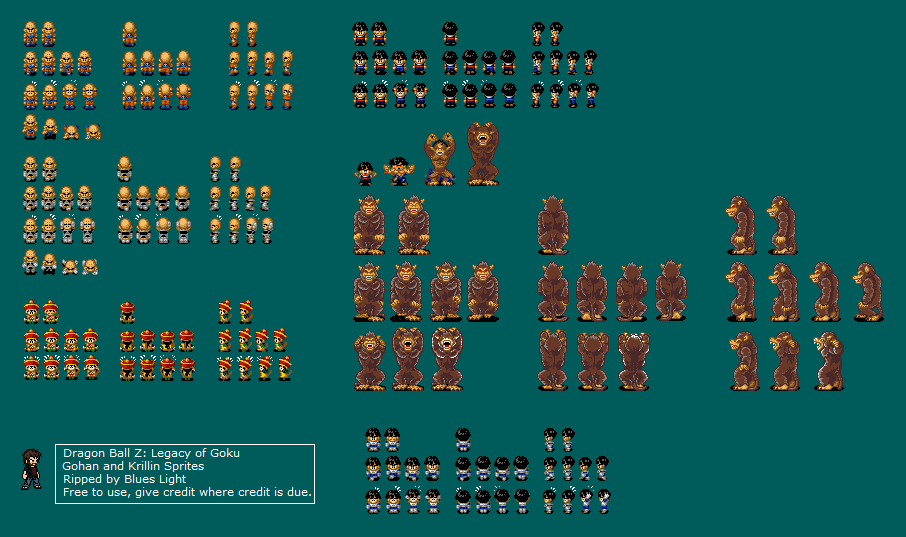 Dragon Ball Z: Legacy of Goku
Gohan and Krillin Sprites
Ripped by Blues Light
Free to use, give credit where credit is due.